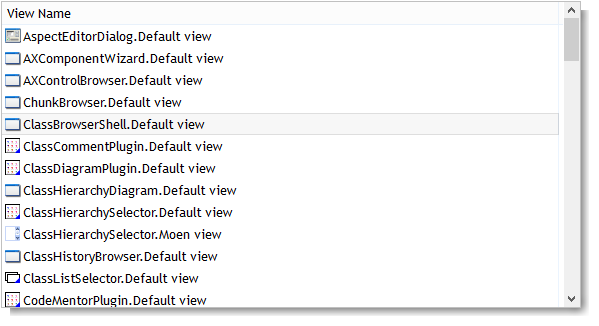 View Name
AspectEditorDialog.Default view
AXComponentWizard.Default view
AXControlBrowser.Default view
ChunkBrowser.Default view
ClassBrowserShell.Default view
ClassCommentPlugin.Default view
ClassDiagramPlugin.Default view
ClassHierarchyDiagram.Default view
ClassHierarchySelector.Default view
ClassHierarchySelector.Moen view
ClassHistoryBrowser.Default view
ClassListSelector.Default view
CodeMentorPlugin.Default view